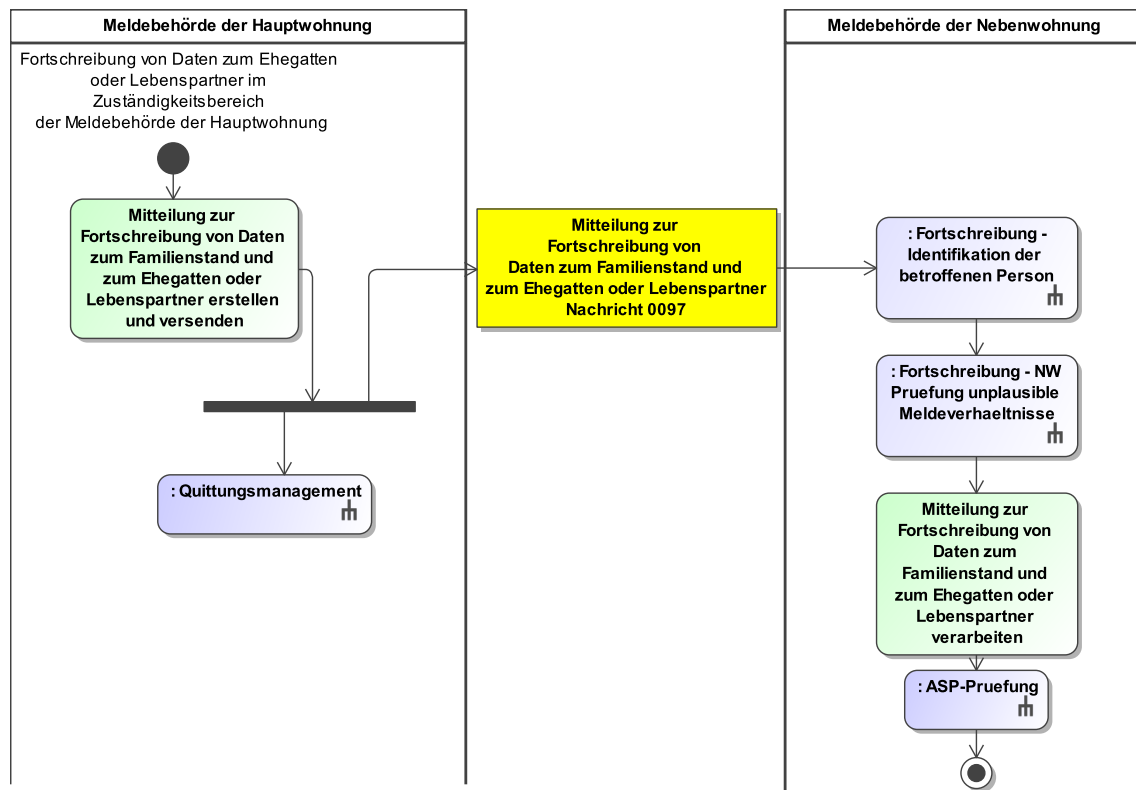 Meldebehörde der Hauptwohnung
Fortschreibung von Daten zum Ehegatten
oder Lebenspartner im
Zuständigkeitsbereich
der Meldebehörde der Hauptwohnung
Mitteilung zur
Fortschreibung von Daten
zum Familienstand und
zum Ehegatten oder
Lebenspartner erstellen
und versenden
: Quittungsmanagement
Mitteilung zur
Fortschreibung von
Daten zum Familienstand und
zum Ehegatten oder Lebenspartner
Nachricht 0097
Meldebehörde der Nebenwohnung
: Fortschreibung -
Identifikation der
betroffenen Person
: Fortschreibung - NW
Pruefung unplausible
Meldeverhaeltnisse
Mitteilung zur
Fortschreibung von
Daten zum
Familienstand und
zum Ehegatten oder
Lebenspartner
verarbeiten
: ASP-Pruefung